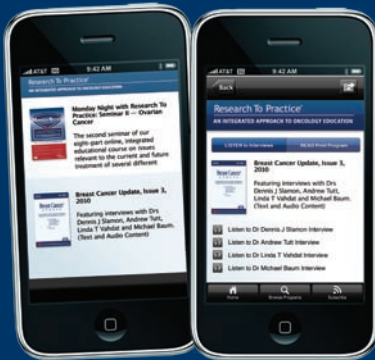 AT&T 9:42 AM
Research To Practice®
AN INTEGRATED APPROACH TO ONCOLOGY EDUCATION
Monday Night with Research To
Practice: Seminar II — Ovarian
Cancer
The second seminar of our
eight-part online, integrated
educational course on issues
relevant to the current and future
treatment of several different
Breast Cancer Update, Issue 3,
2010
Featuring interviews with Drs
Dennis J Slamon, Andrew Tutt,
Linda T Vahdat and Michael Baum.
(Text and Audio Content)
AT&T 9:42 AM
Back
Research To Practice®
AN INTEGRATED APPROACH TO ONCOLOGY EDUCATION
LISTEN to Interviews
READ Print Program
Breast Cancer
Breast Cancer Update, Issue 3,
2010
Featuring interviews with Drs
Dennis J Slamon, Andrew Tutt,
Linda T Vahdat and Michael Baum.
(Text and Audio Content)
Listen to Dr Dennis J Slamon Interview
Listen to Dr Andrew Tutt Interview
Listen to Dr Linda T Vahdat Interview
Listen to Dr Michael Baum Interview
Home
Browse Programs
Subscribe